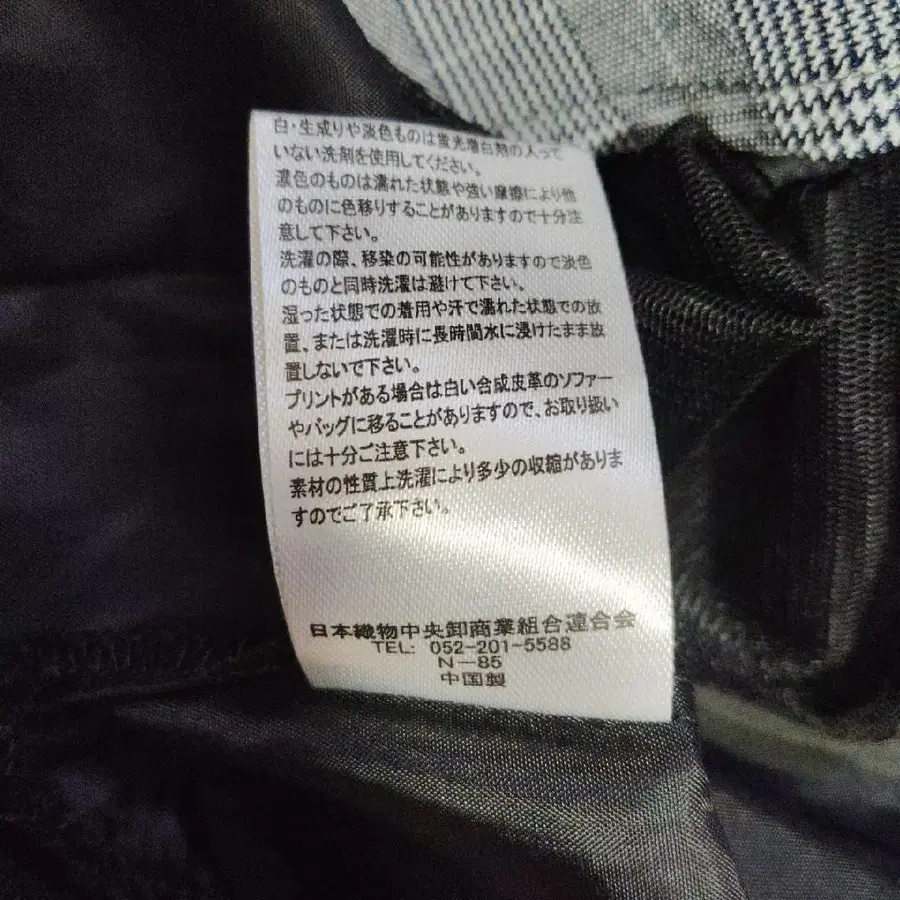 白・生成りや淡色ものは蛍光増白剤の入って
いない洗剤を使用してください。
濃色のものは濡れた状態や強い摩擦により他
のものに色移りすることがありますので十分注
意して下さい。
洗濯の際、移染の可能性がありますので淡色
のものと同時洗濯は避けて下さい。
湿った状態での着用や汗で濡れた状態での放
置、または洗濯時に長時間水に浸けたまま放
置しないで下さい。
プリントがある場合は白い合成皮革のソファー
やバッグに移ることがありますので、お取り扱い
には十分ご注意下さい。
素材の性質上洗濯により多少の収縮がありま
すのでご了承下さい。
日本織物中央卸商業組合連合会
TEL: 052-201-5588
N-85
中国製